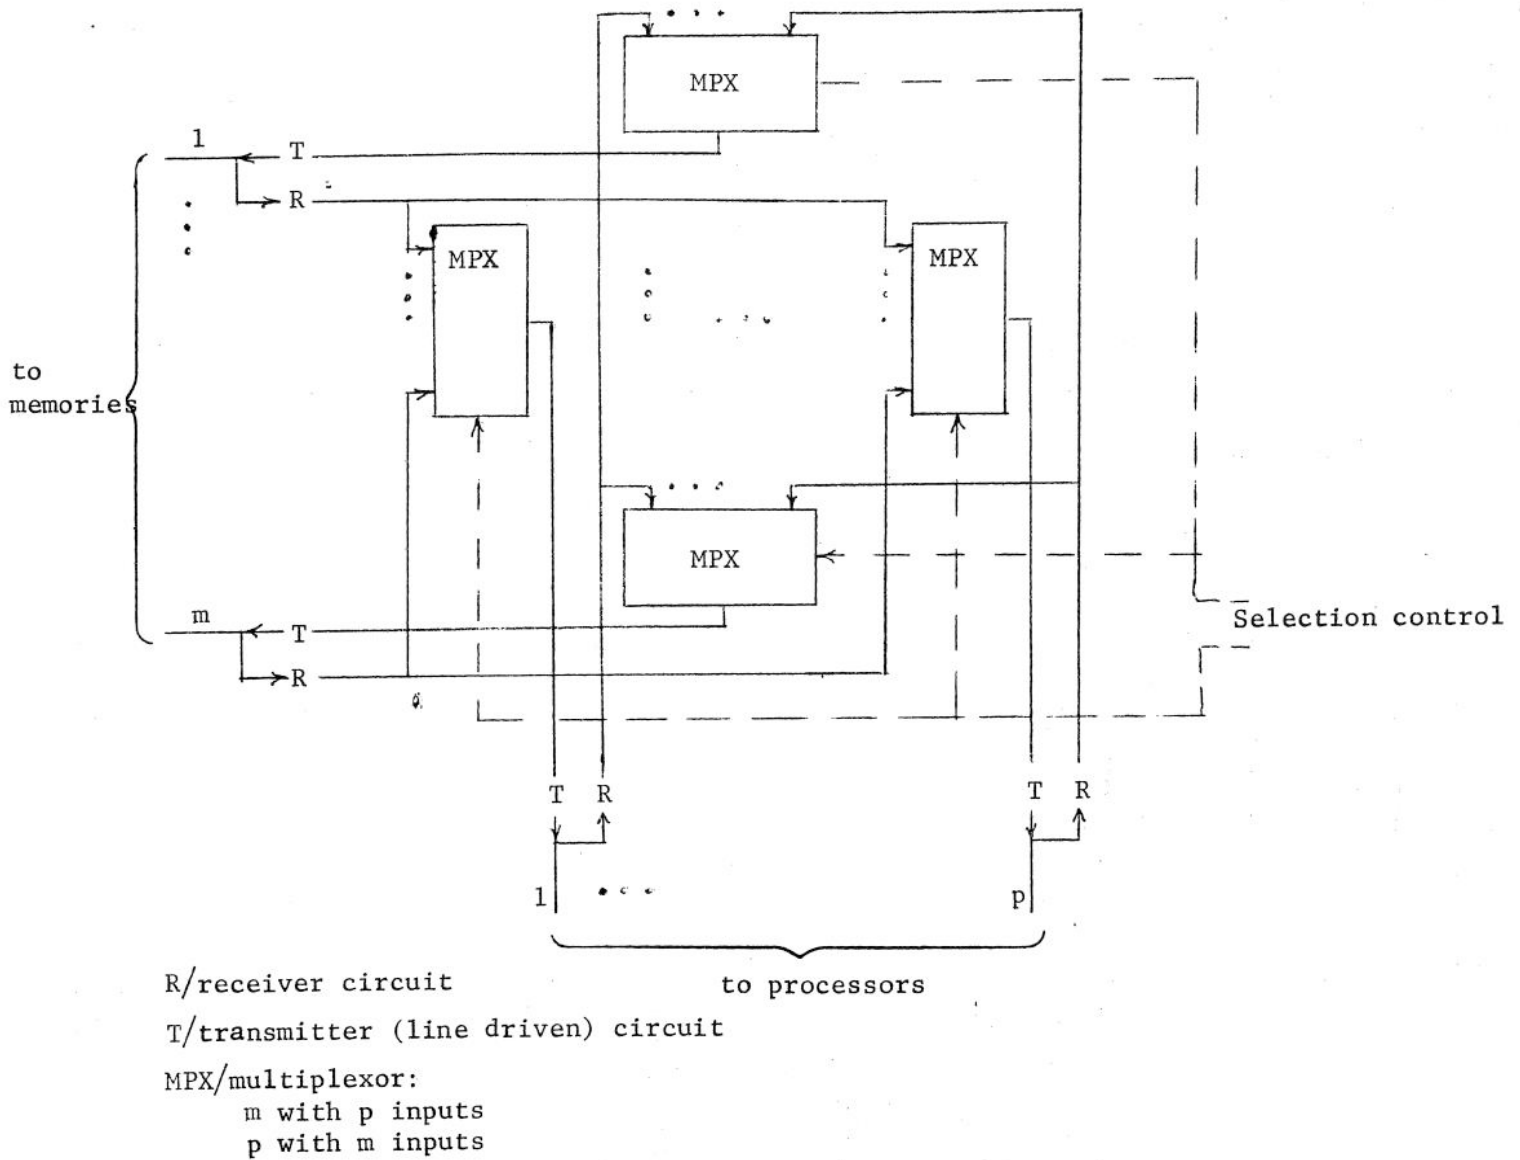 MPX
1
T
R
MPX
MPX
to
memories
MPX
m
T
Selection control
R
T R
T R
1
p
R/receiver circuit
to processors
T/transmitter (line driven) circuit
MPX/multiplexor:
m with p inputs
p with m inputs